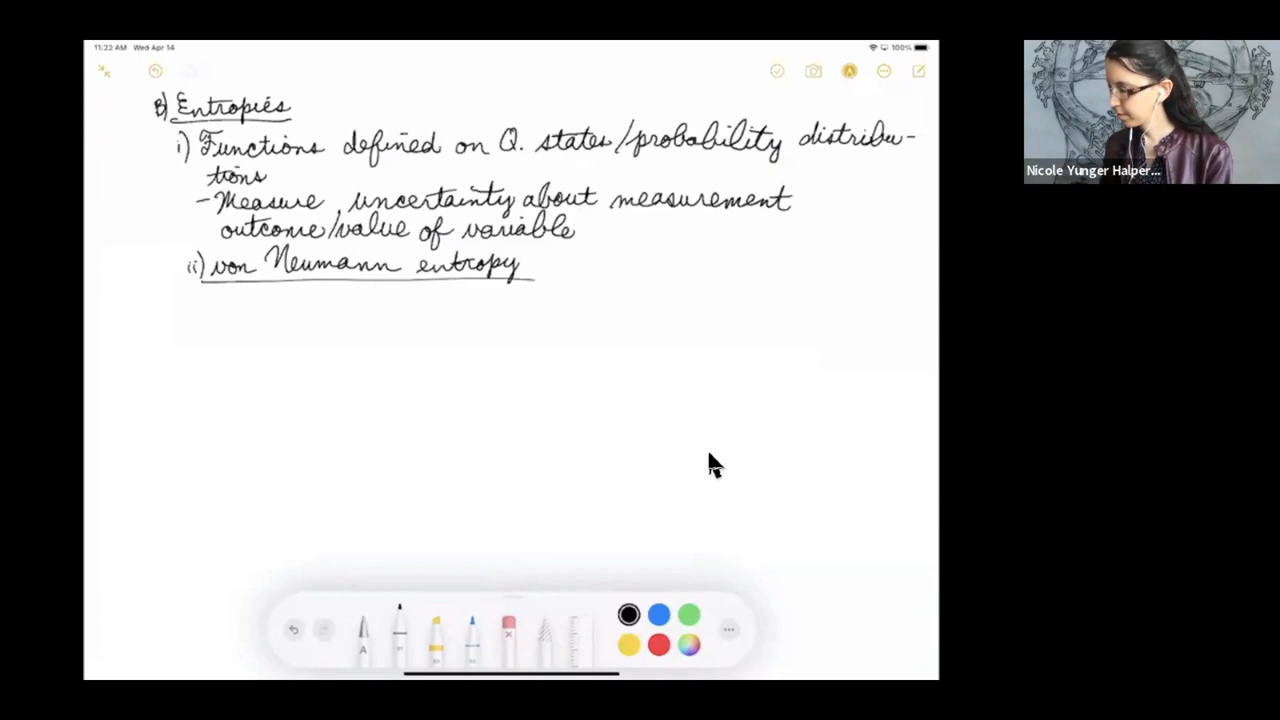 11:22 AM Wed Apr 14
100%
B) Entropies
i) Functions defined on Q. states/probability distribu-
tions
- Measure uncertainty about measurement
outcome/value of variable
ii) von Neumann entropy
Nicole Yunger Halper...
A